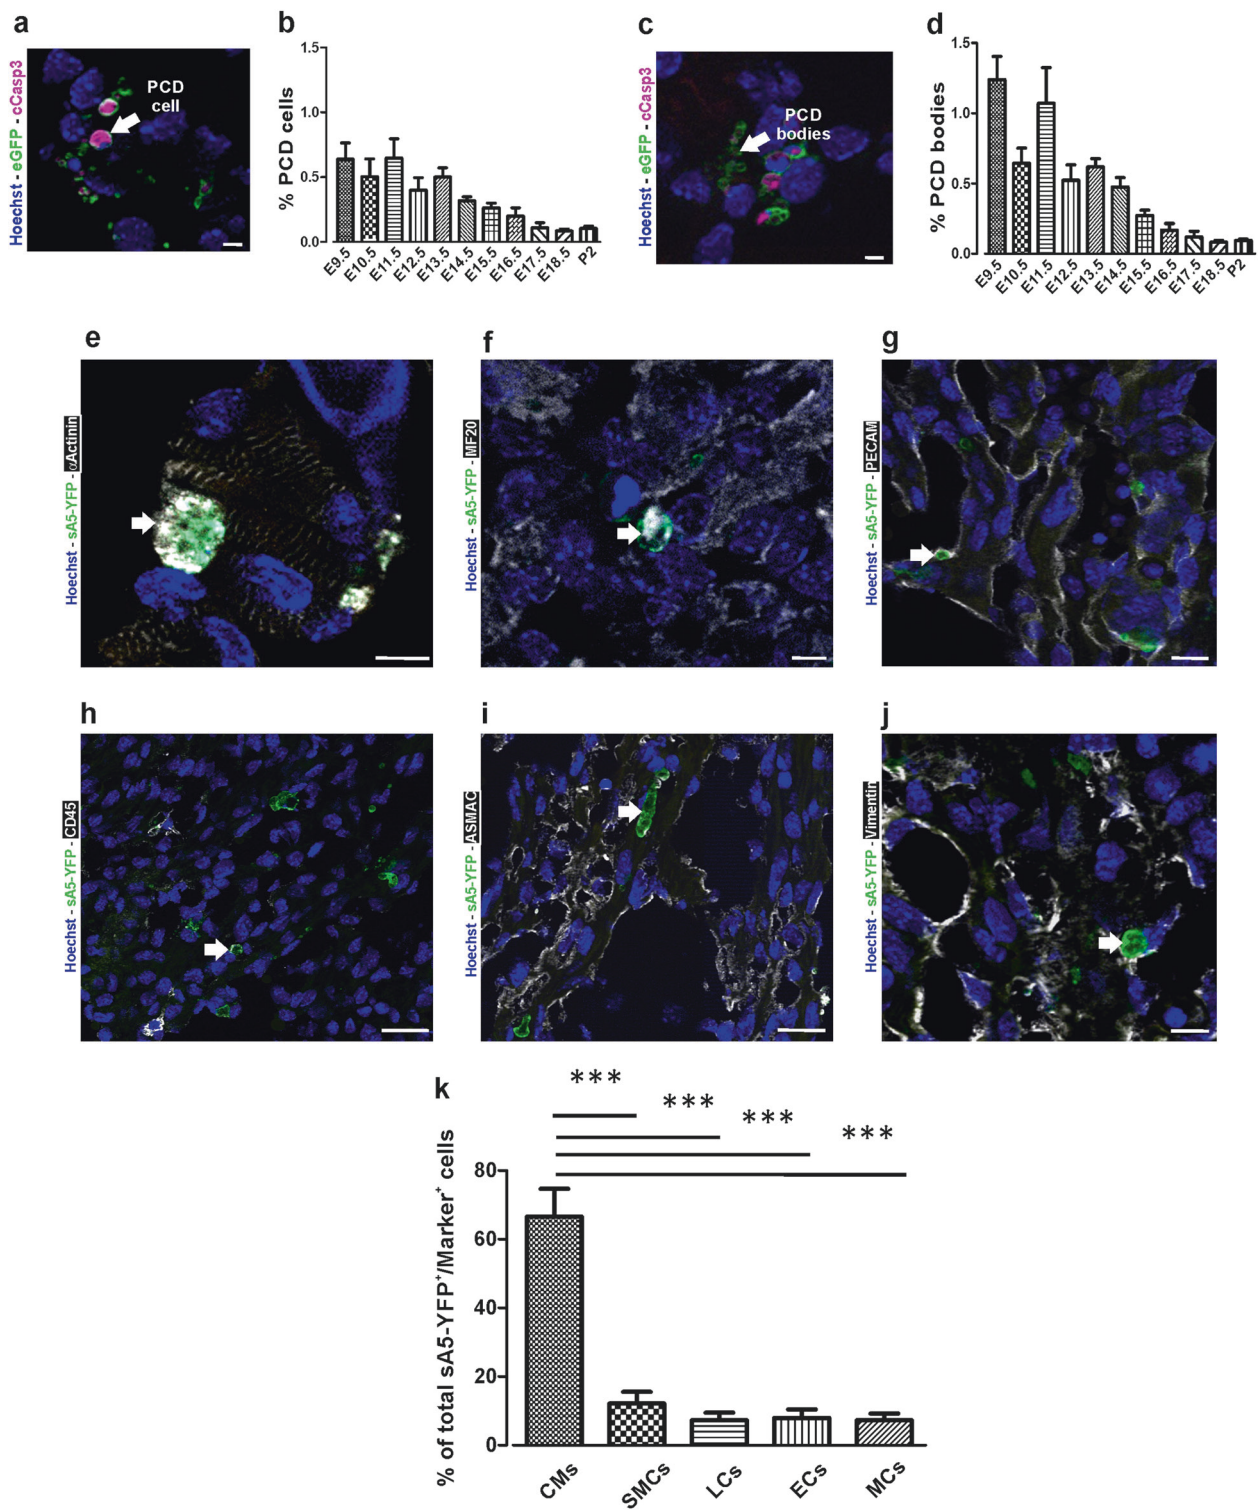 a
Hoechst - eGFP - cCasp3
PCD
cell
b
% PCD cells
1.5
1.0
0.5
0.0
E9.5
E10.5
E11.5
E12.5
E13.5
E14.5
E15.5
E16.5
E17.5
E18.5
P2
c
Hoechst - eGFP - cCasp3
PCD
bodies
d
% PCD bodies
1.5
1.0
0.5
0.0
E9.5
E10.5
E11.5
E12.5
E13.5
E14.5
E15.5
E16.5
E17.5
E18.5
P2
e
Hoechst - sA5-YFP - αActinin
f
Hoechst - sA5-YFP - MF20
g
Hoechst - sA5-YFP - PECAM
h
Hoechst - sA5-YFP - CD45
i
Hoechst - sA5-YFP - ASMAC
j
Hoechst - sA5-YFP - Vimentin
k
% of total sA5-YFP⁺/Marker⁺ cells
***
***
***
***
80
60
40
20
0
CMs
SMCs
LCs
ECs
MCs